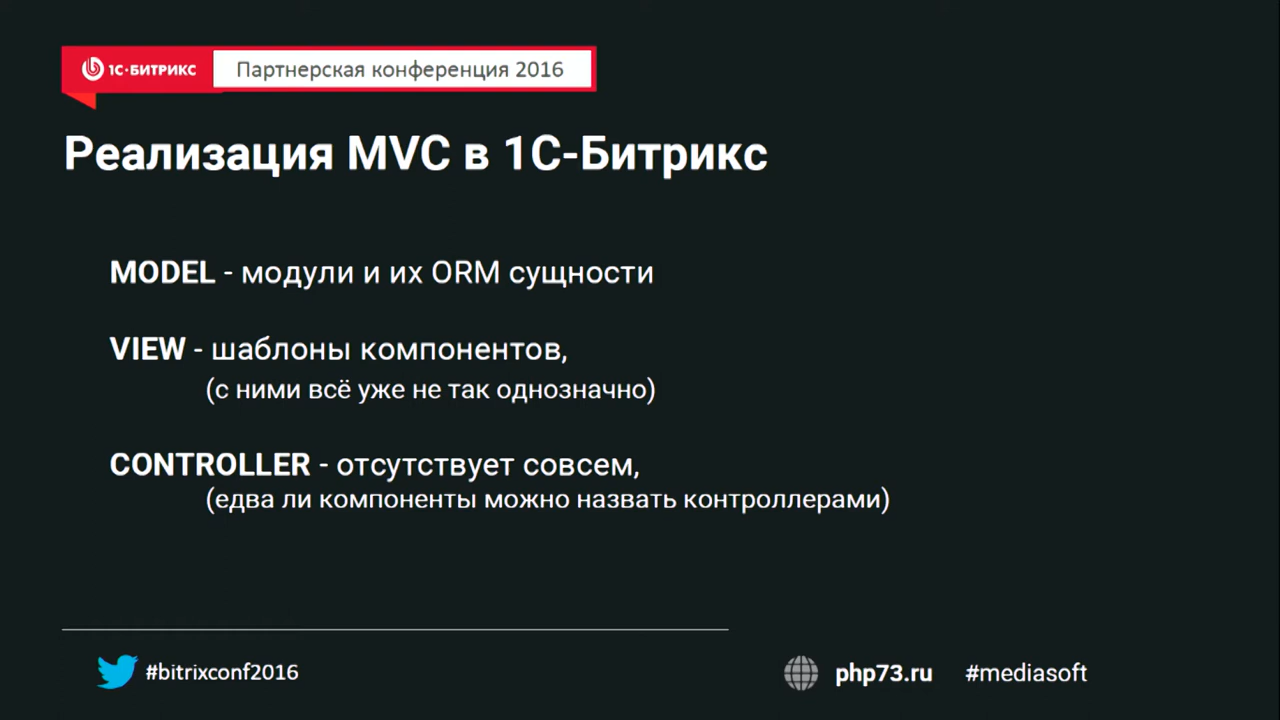 1С·БИТРИКС Партнерская конференция 2016
Реализация MVC в 1С-Битрикс
MODEL - модули и их ORM сущности
VIEW - шаблоны компонентов,
(с ними всё уже не так однозначно)
CONTROLLER - отсутствует совсем,
(едва ли компоненты можно назвать контроллерами)
#bitrixconf2016
php73.ru #mediasoft